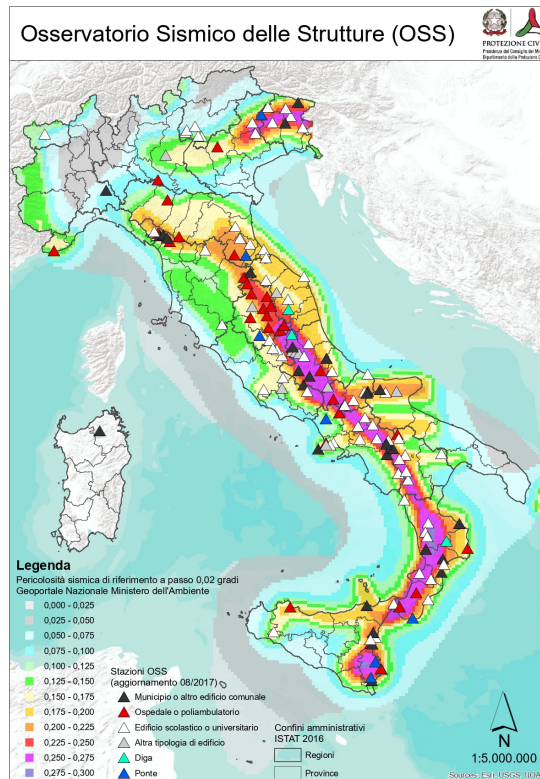 Osservatorio Sismico delle Strutture (OSS)
PROTEZIONE CIV
Presidenza del Consiglio dei Mi
Dipartimento della Protezione C
Legenda
Pericolosità sismica di riferimento a passo 0,02 gradi
Geoportale Nazionale Ministero dell'Ambiente
0,000 - 0,025
0,025 - 0,050
0,050 - 0,075
0,075 - 0,100
0,100 - 0,125
0,125 - 0,150
0,150 - 0,175
0,175 - 0,200
0,200 - 0,225
0,225 - 0,250
0,250 - 0,275
0,275 - 0,300
Stazioni OSS
(aggiornamento 08/2017)
Municipio o altro edificio comunale
Ospedale o poliambulatorio
Edificio scolastico o universitario
Altra tipologia di edificio
Diga
Ponte
Confini amministrativi
ISTAT 2016
Regioni
Province
N
1:5.000.000
Sources: Esri, USGS, NOA